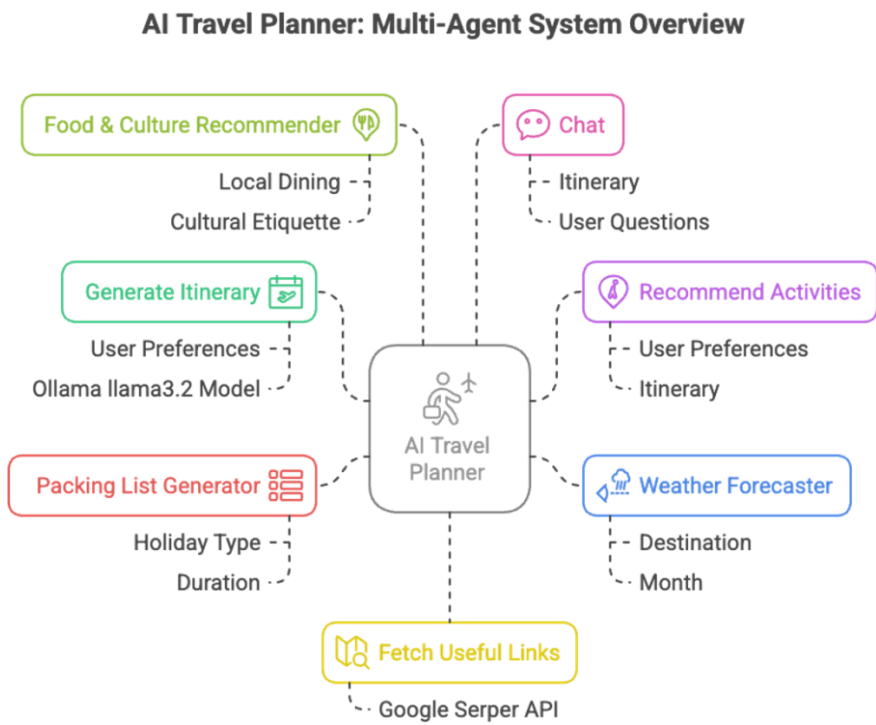 AI Travel Planner: Multi-Agent System Overview
Food & Culture Recommender
Local Dining
Cultural Etiquette
Chat
Itinerary
User Questions
Generate Itinerary
User Preferences
Ollama llama3.2 Model
Recommend Activities
User Preferences
Itinerary
AI Travel
Planner
Packing List Generator
Holiday Type
Duration
Weather Forecaster
Destination
Month
Fetch Useful Links
Google Serper API